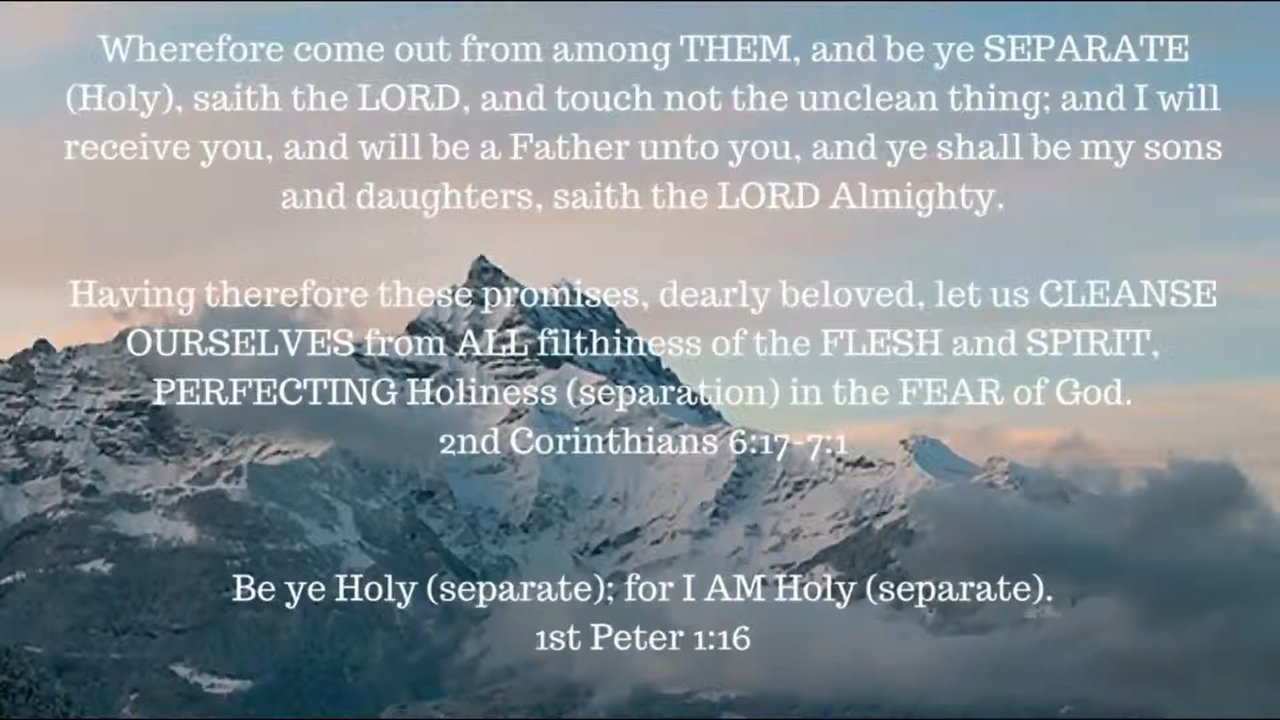 Wherefore come out from among THEM, and be ye SEPARATE
(Holy), saith the LORD, and touch not the unclean thing; and I will
receive you, and will be a Father unto you, and ye shall be my sons
and daughters, saith the LORD Almighty.
Having therefore these promises, dearly beloved, let us CLEANSE
OURSELVES from ALL filthiness of the FLESH and SPIRIT,
PERFECTING Holiness (separation) in the FEAR of God.
2nd Corinthians 6:17-7:1
Be ye Holy (separate); for I AM Holy (separate).
1st Peter 1:16